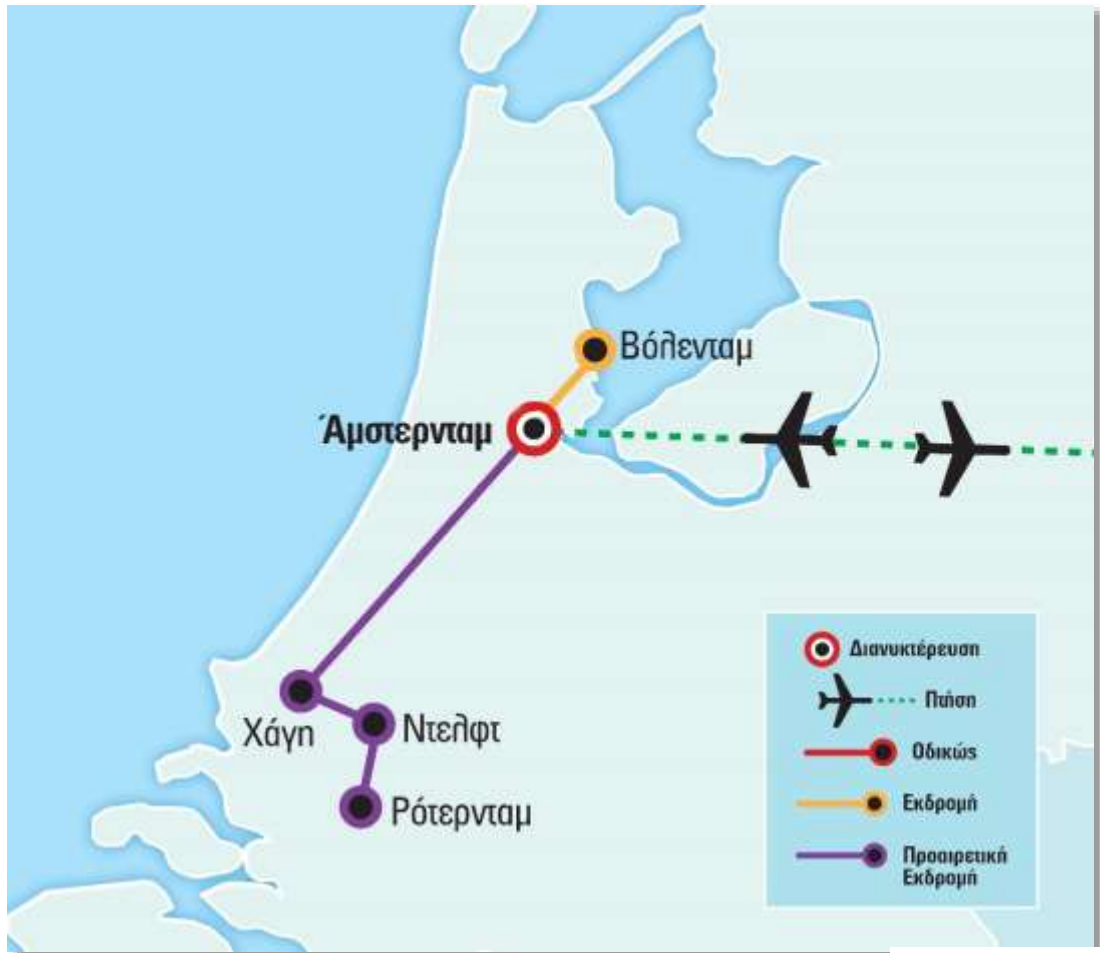 Βόλενταμ
Άμστερνταμ
Χάγη
Ντελφτ
Ρότερνταμ
Διανυκτέρευση
Πτήση
Οδικώς
Εκδρομή
Προαιρετική
Εκδρομή